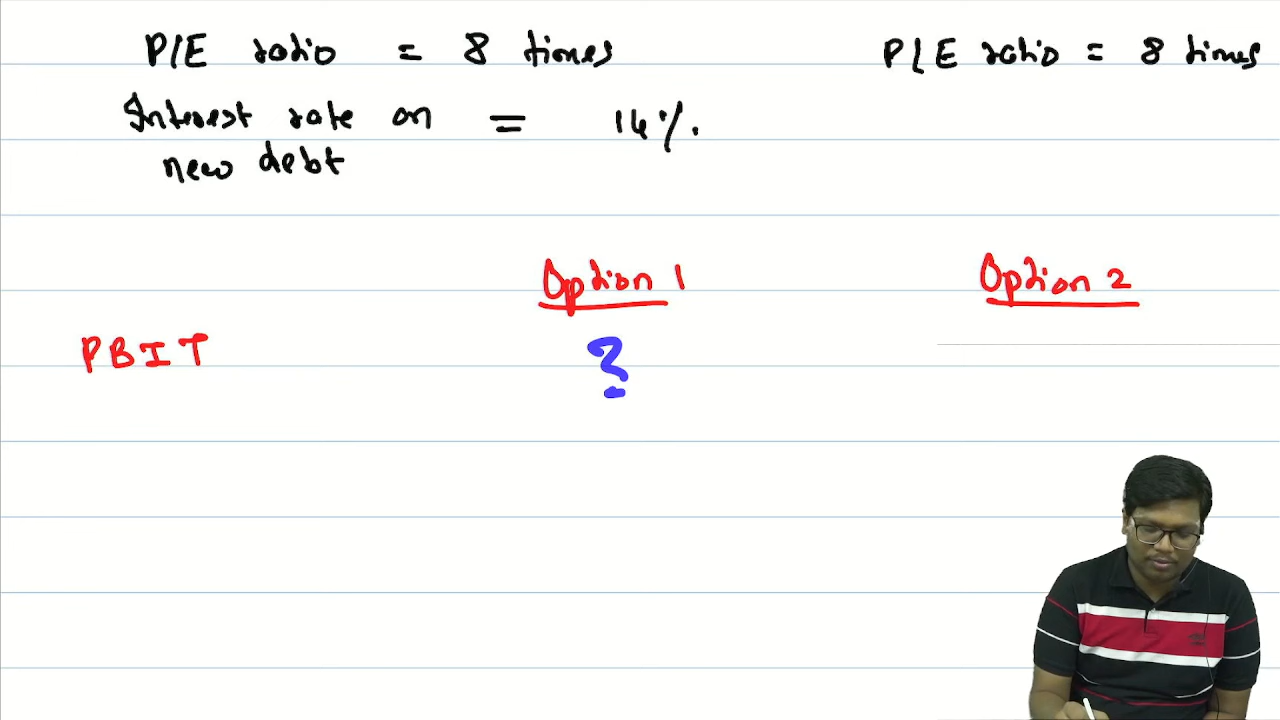 P/E ratio = 8 times
P/E ratio = 8 times
Interest rate on = 14%.
new debt
Option 1
Option 2
PBIT
?